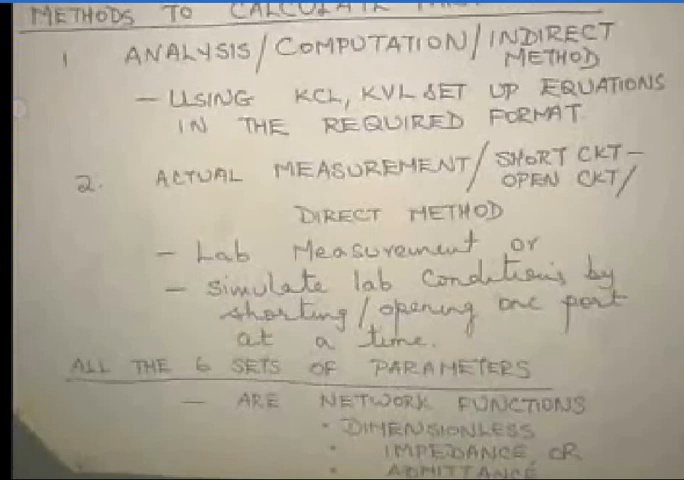 METHODS TO CALCULATE
1 ANALYSIS/COMPUTATION/INDIRECT METHOD
- USING KCL, KVL SET UP EQUATIONS
IN THE REQUIRED FORMAT.
2. ACTUAL MEASUREMENT/SHORT CKT-
OPEN CKT/
DIRECT METHOD
- Lab Measurement or
- Simulate lab conditions by
shorting/opening one port
at a time.
ALL THE 6 SETS OF PARAMETERS
- ARE NETWORK FUNCTIONS
• DIMENSIONLESS
• IMPEDANCE OR
• ADMITTANCE